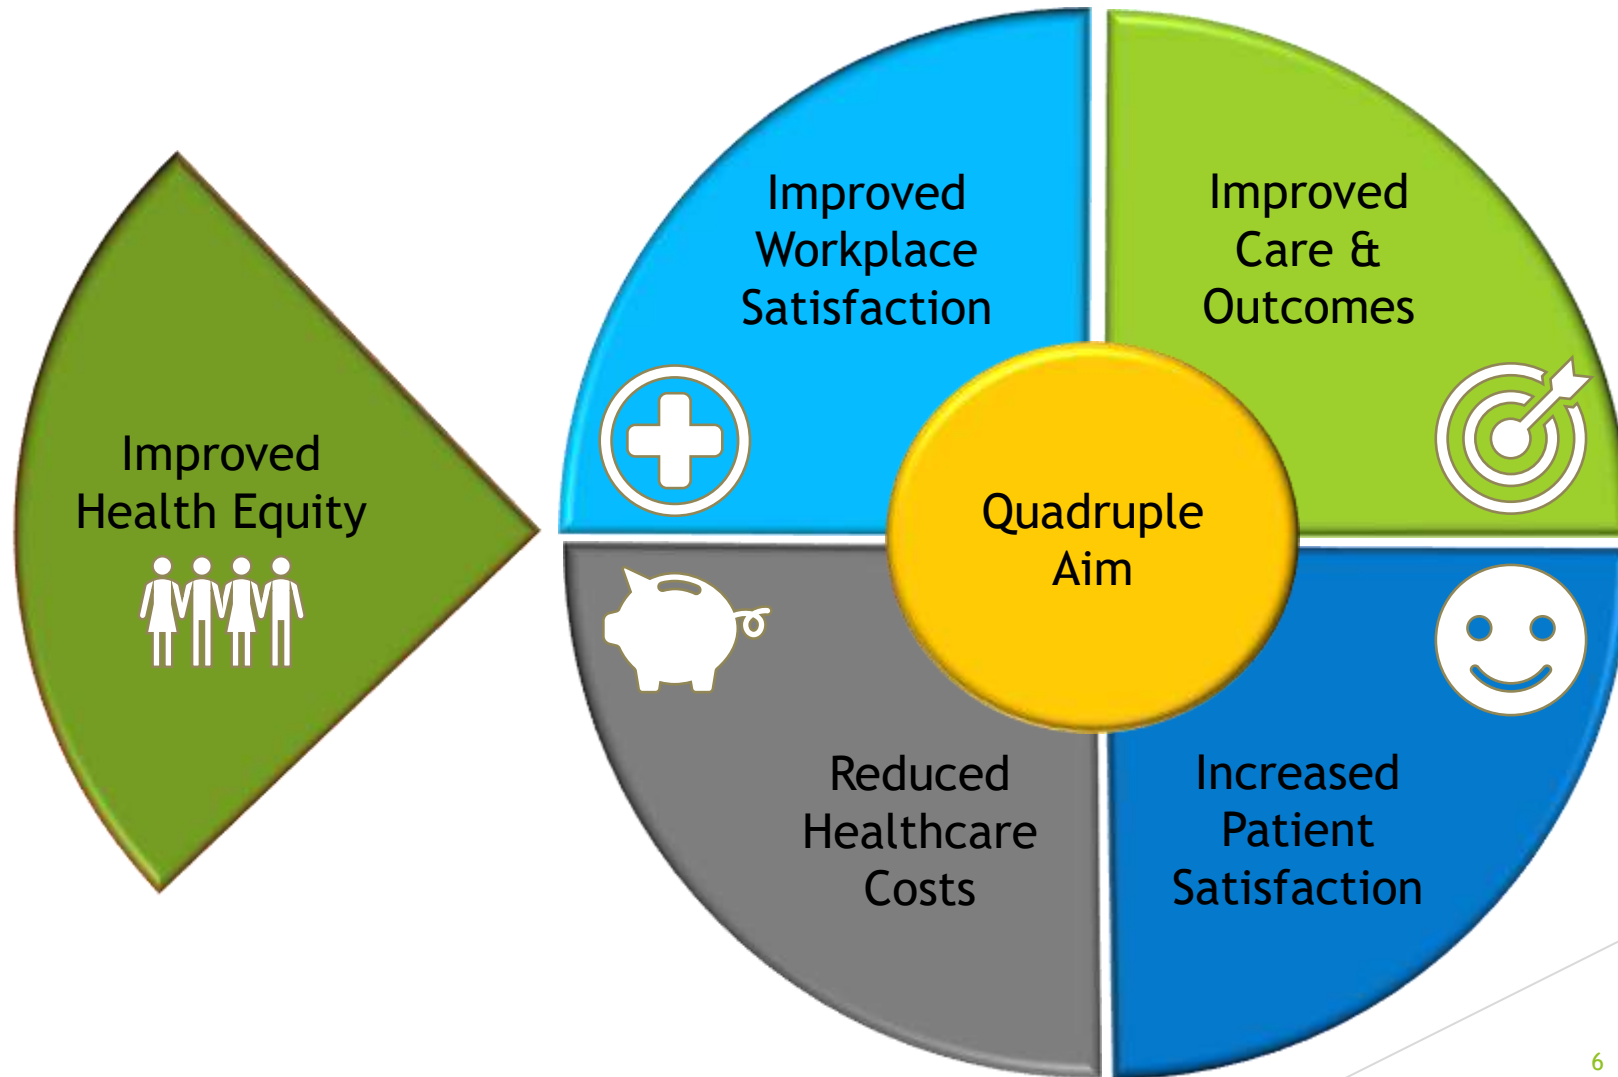 Improved
Health Equity
Improved
Workplace
Satisfaction
Improved
Care &
Outcomes
Quadruple
Aim
Reduced
Healthcare
Costs
Increased
Patient
Satisfaction
6